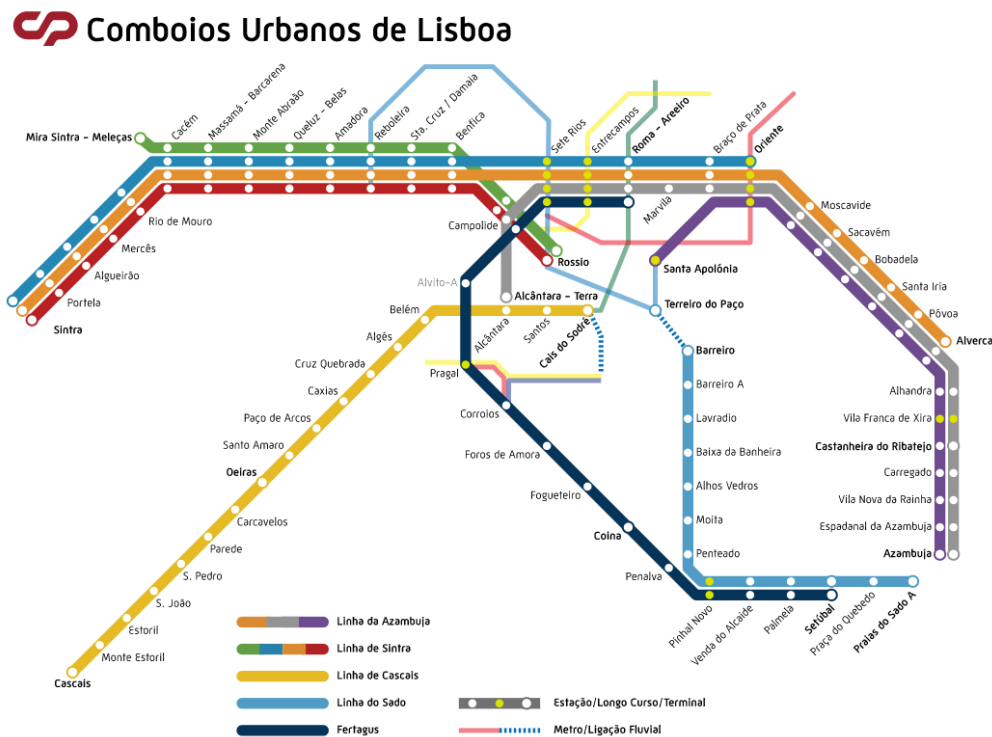 CP Comboios Urbanos de Lisboa
Mira Sintra - Meleças
Cacém
Massamá - Barcarena
Monte Abraão
Queluz - Belas
Amadora
Reboleira
Sta. Cruz / Damaia
Benfica
Sete Rios
Entrecampos
Roma - Areeiro
Braço de Prata
Oriente
Rio de Mouro
Mercês
Algueirão
Portela
Sintra
Campolide
Marvila
Rossio
Santa Apolónia
Moscavide
Sacavém
Bobadela
Santa Iria
Póvoa
Alverca
Alvito-A
Alcântara - Terra
Terreiro do Paço
Belém
Algés
Cruz Quebrada
Caxias
Paço de Arcos
Santo Amaro
Oeiras
Carcavelos
Parede
S. Pedro
S. João
Estoril
Monte Estoril
Cascais
Alcântara
Santos
Cais do Sodré
Pragal
Corroios
Foros de Amora
Fogueteiro
Coina
Penalva
Barreiro
Barreiro A
Lavradio
Baixa da Banheira
Alhos Vedros
Moita
Penteado
Alhandra
Vila Franca de Xira
Castanheira do Ribatejo
Carregado
Vila Nova da Rainha
Espadanal da Azambuja
Azambuja
Pinhal Novo
Venda do Alcaide
Palmela
Setúbal
Praça do Quebedo
Praias do Sado A
Linha da Azambuja
Linha de Sintra
Linha de Cascais
Linha do Sado
Fertagus
Estação/Longo Curso/Terminal
Metro/Ligação Fluvial